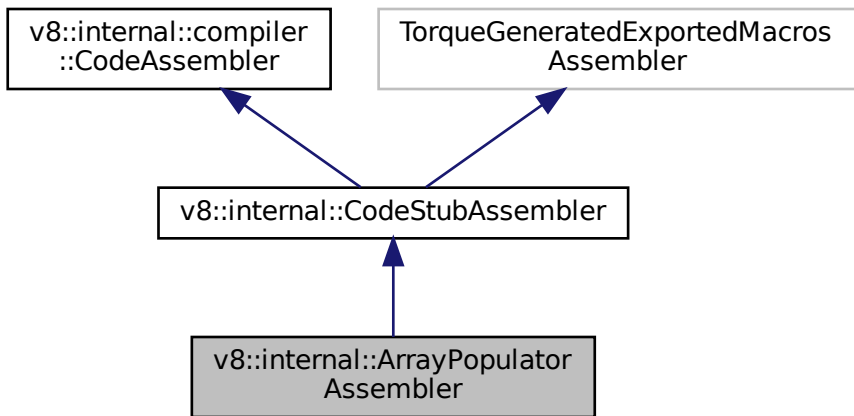 v8::internal::compiler
::CodeAssembler
TorqueGeneratedExportedMacros
Assembler
v8::internal::CodeStubAssembler
v8::internal::ArrayPopulator
Assembler